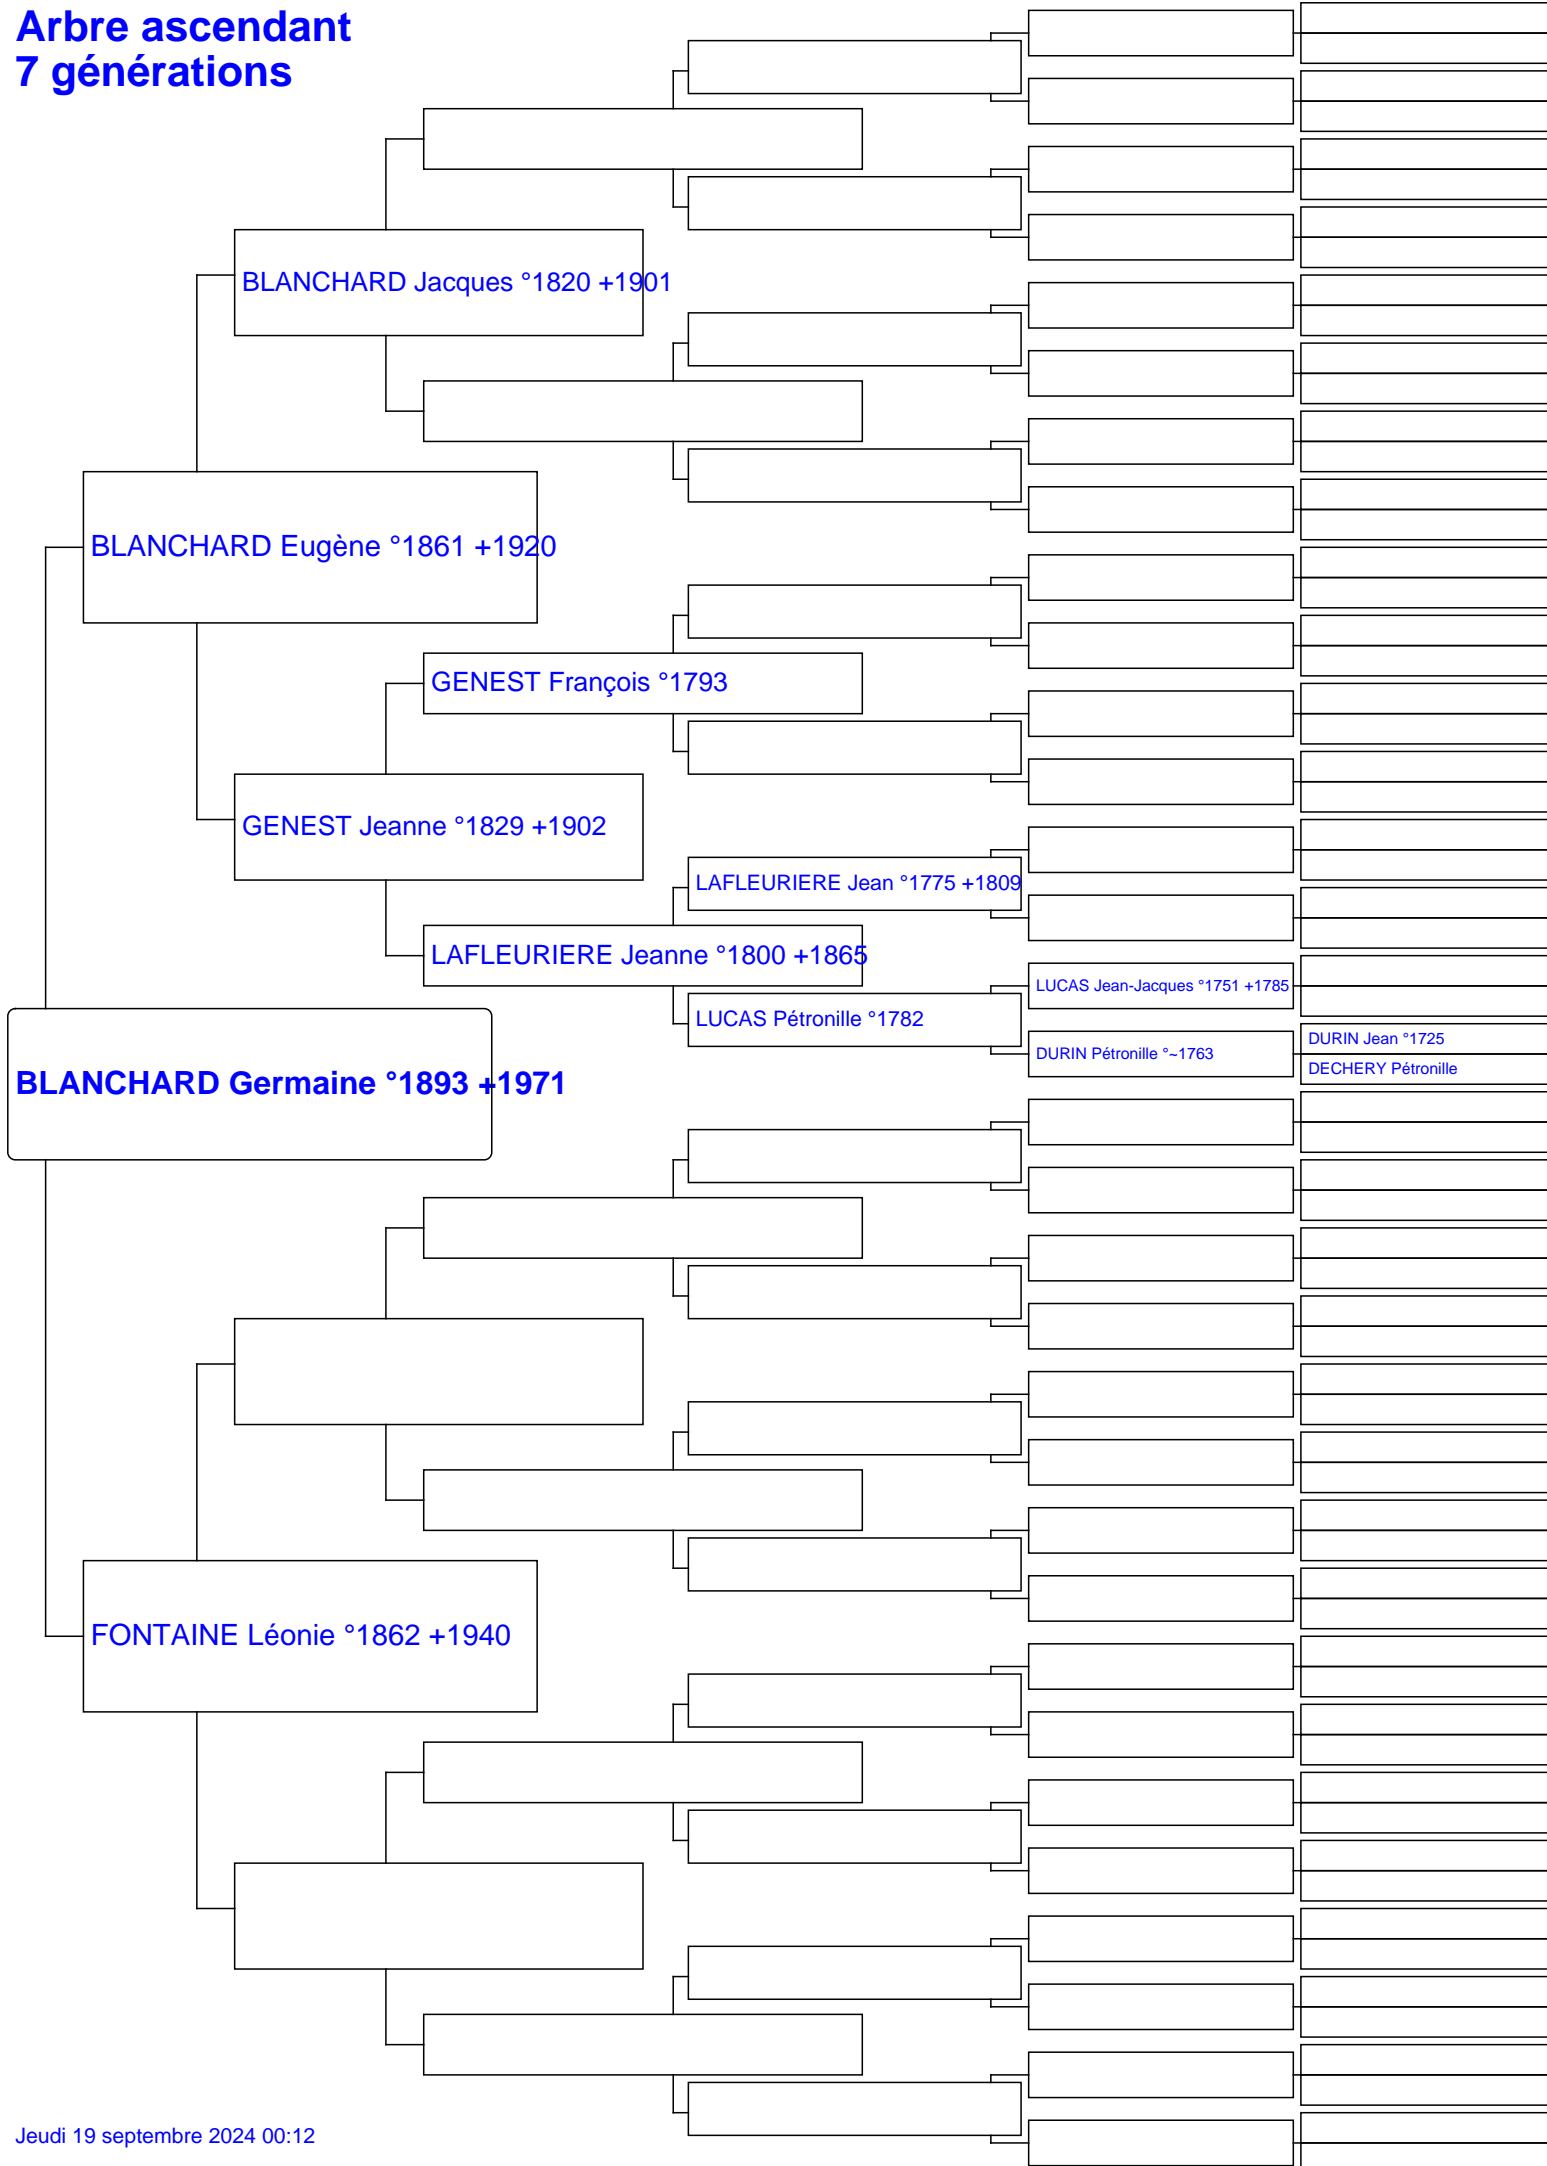 Arbre ascendant
7 générations
BLANCHARD Jacques °1820 +1901
BLANCHARD Eugène °1861 +1920
GENEST François °1793
GENEST Jeanne °1829 +1902
LAFLEURIERE Jean °1775 +1809
LAFLEURIERE Jeanne °1800 +1865
LUCAS Jean-Jacques °1751 +1785
LUCAS Pétronille °1782
DURIN Jean °1725
DURIN Pétronille °~1763
DECHERY Pétronille
BLANCHARD Germaine °1893 +1971
FONTAINE Léonie °1862 +1940
Jeudi 19 septembre 2024 00:12